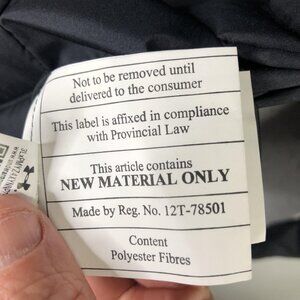 Not to be removed until
delivered to the consumer
This label is affixed in compliance
with Provincial Law
This article contains
NEW MATERIAL ONLY
Made by Reg. No. 12T-78501
Content
Polyester Fibres